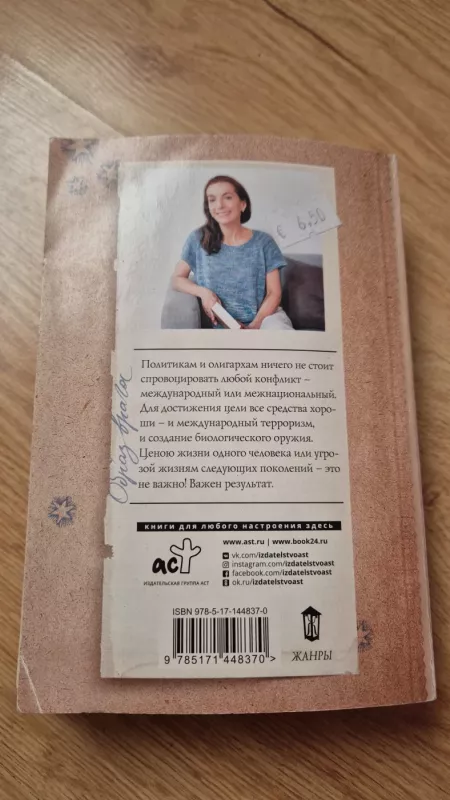 € 6,50
Политикам и олигархам ничего не стоит
спровоцировать любой конфликт –
международный или межнациональный.
Для достижения цели все средства хоро-
ши – и международный терроризм,
и создание биологического оружия.
Ценою жизни одного человека или угро-
зой жизням следующих поколений – это
не важно! Важен результат.
Образ врага
книги для любого настроения здесь
аст
ИЗДАТЕЛЬСКАЯ ГРУППА АСТ
www.ast.ru | www.book24.ru
vk.com/izdatelstvoast
instagram.com/izdatelstvoast
facebook.com/izdatelstvoast
ok.ru/izdatelstvoast
ISBN 978-5-17-144837-0
9 785171 448370 >
Ж
ЖАНРЫ